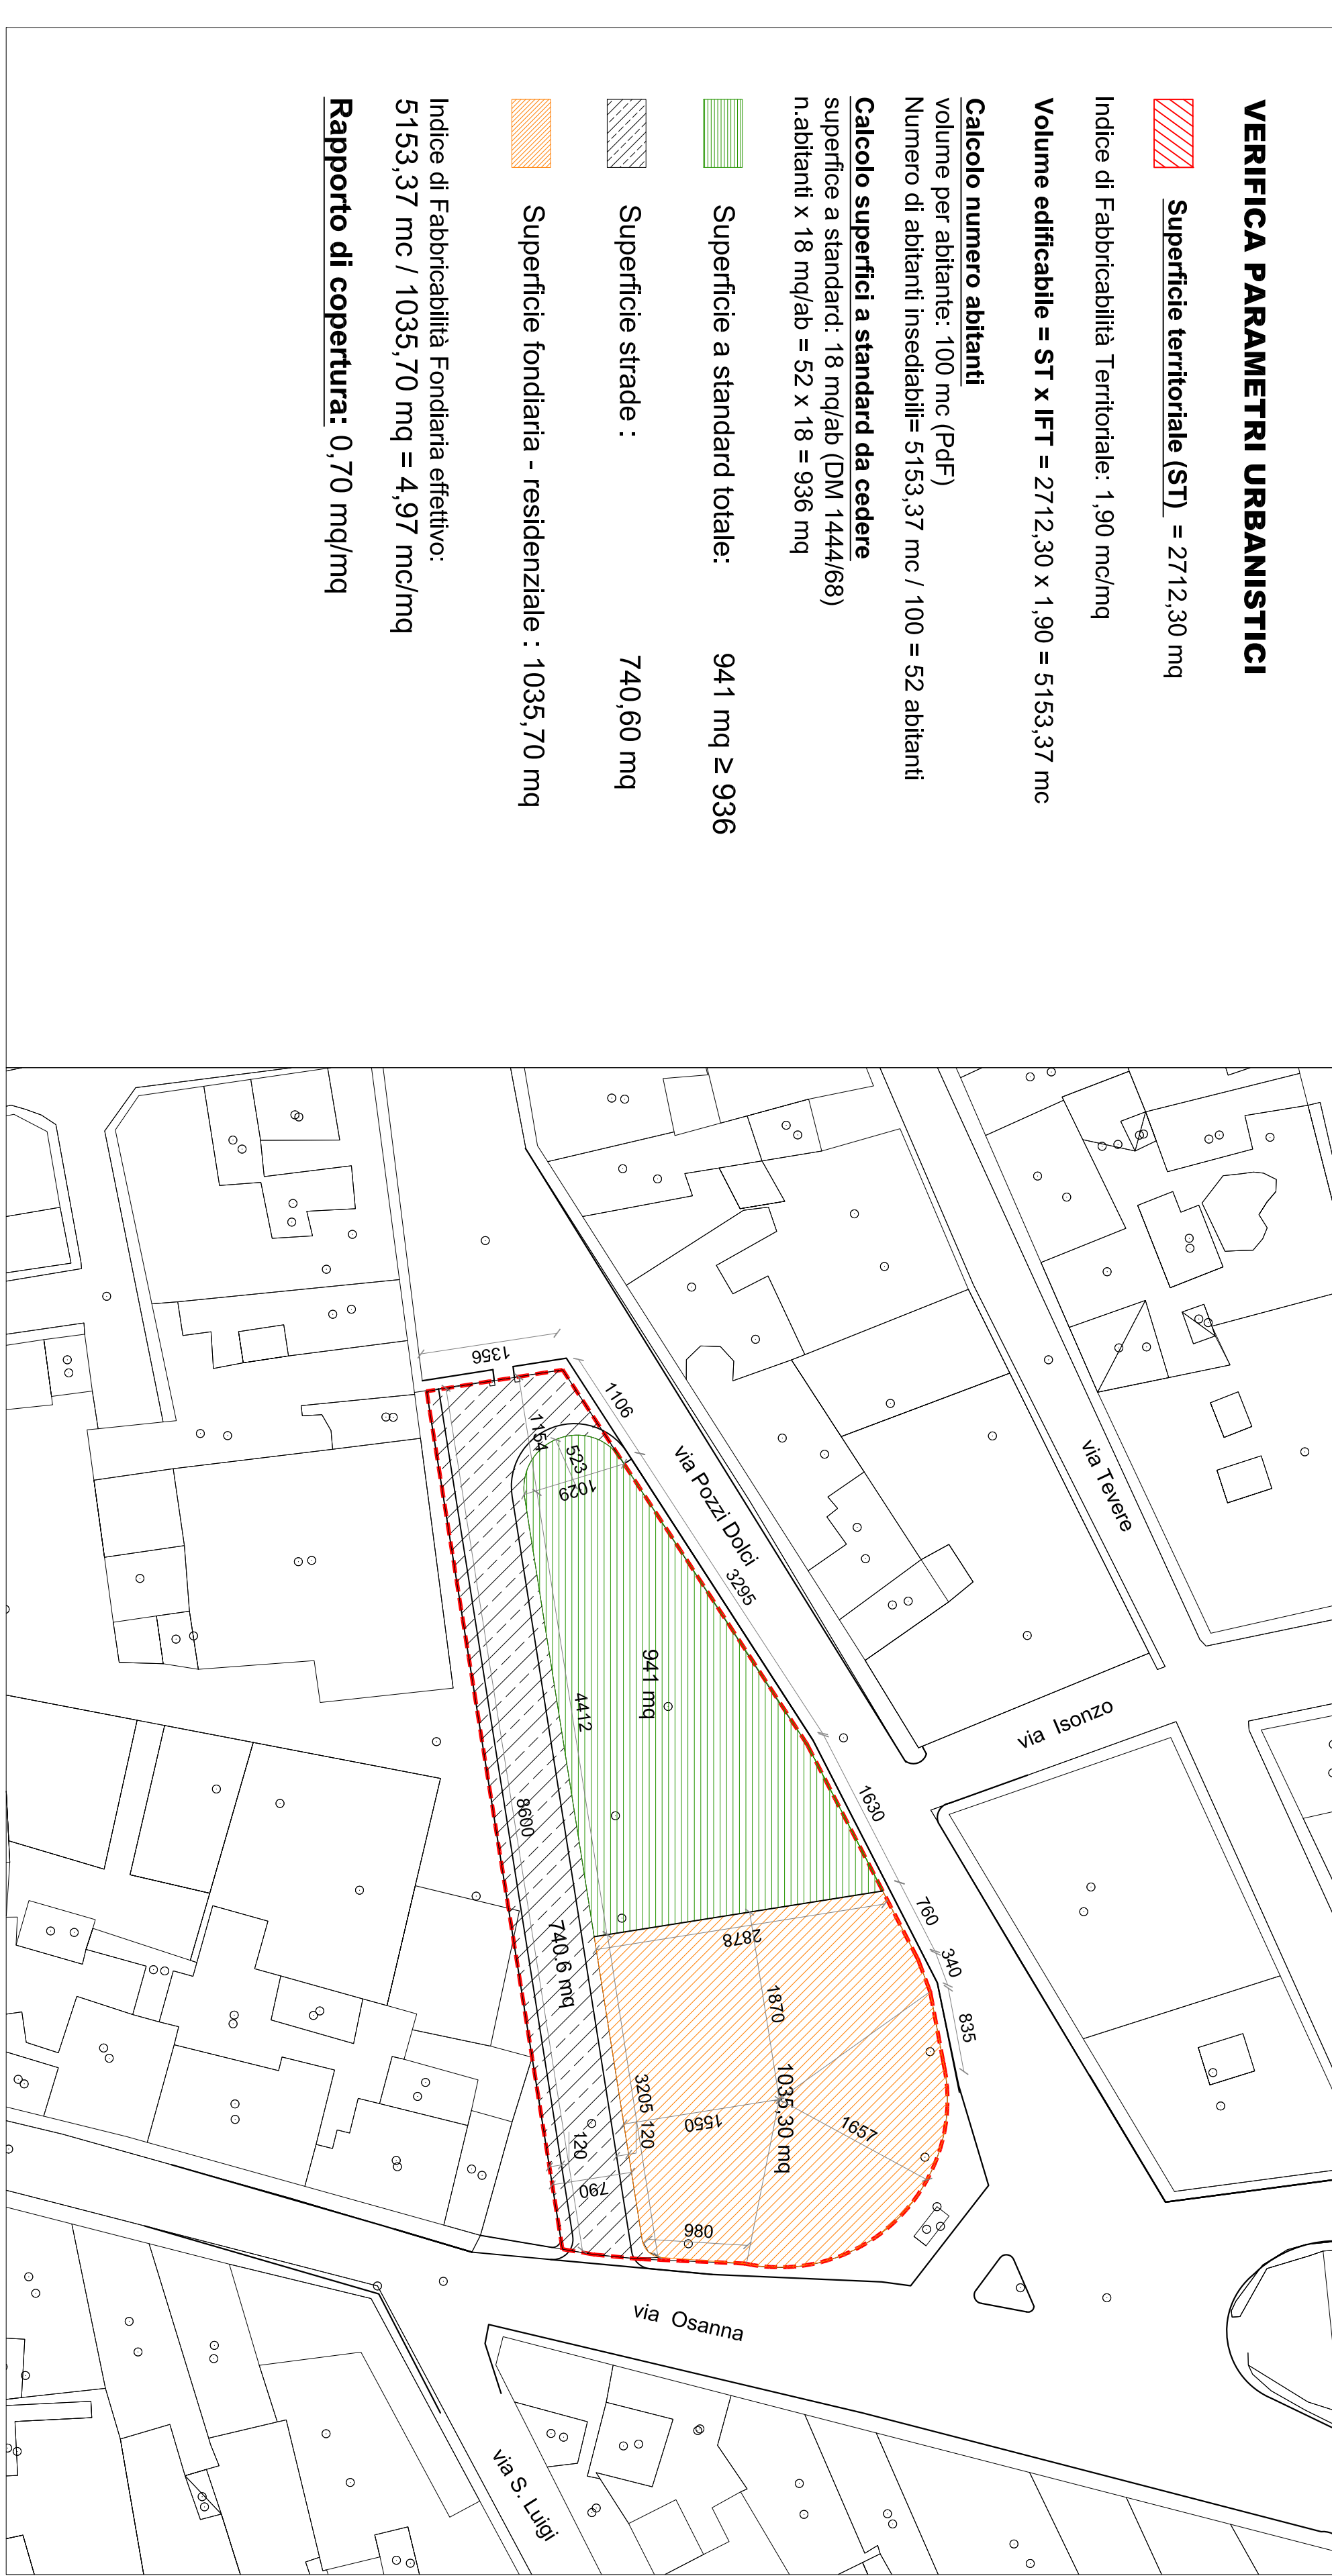 VERIFICA PARAMETRI URBANISTICI
Superficie territoriale (ST) = 2712,30 mq
Indice di Fabbricabilità Territoriale: 1,90 mc/mq
Volume edificabile = ST x IFT = 2712,30 x 1,90 = 5153,37 mc
Calcolo numero abitanti
volume per abitante: 100 mc (PdF)
Numero di abitanti insediabili= 5153,37 mc / 100 = 52 abitanti
Calcolo superfici a standard da cedere
superfice a standard: 18 mq/ab (DM 1444/68)
n.abitanti x 18 mq/ab = 52 x 18 = 936 mq
Superficie a standard totale: 941 mq ≥ 936
Superficie strade : 740,60 mq
Superficie fondiaria - residenziale : 1035,70 mq
Indice di Fabbricabilità Fondiaria effettivo:
5153,37 mc / 1035,70 mq = 4,97 mc/mq
Rapporto di copertura: 0,70 mq/mq
via Tevere
via Isonzo
via Pozzi Dolci
via Osanna
via S. Luigi
1356
1106
1154
523
1029
3295
941 mq
4412
1630
8600
760
340
835
2878
1870
740,6 mq
1035,30 mq
3205
120
1550
1657
120
790
980